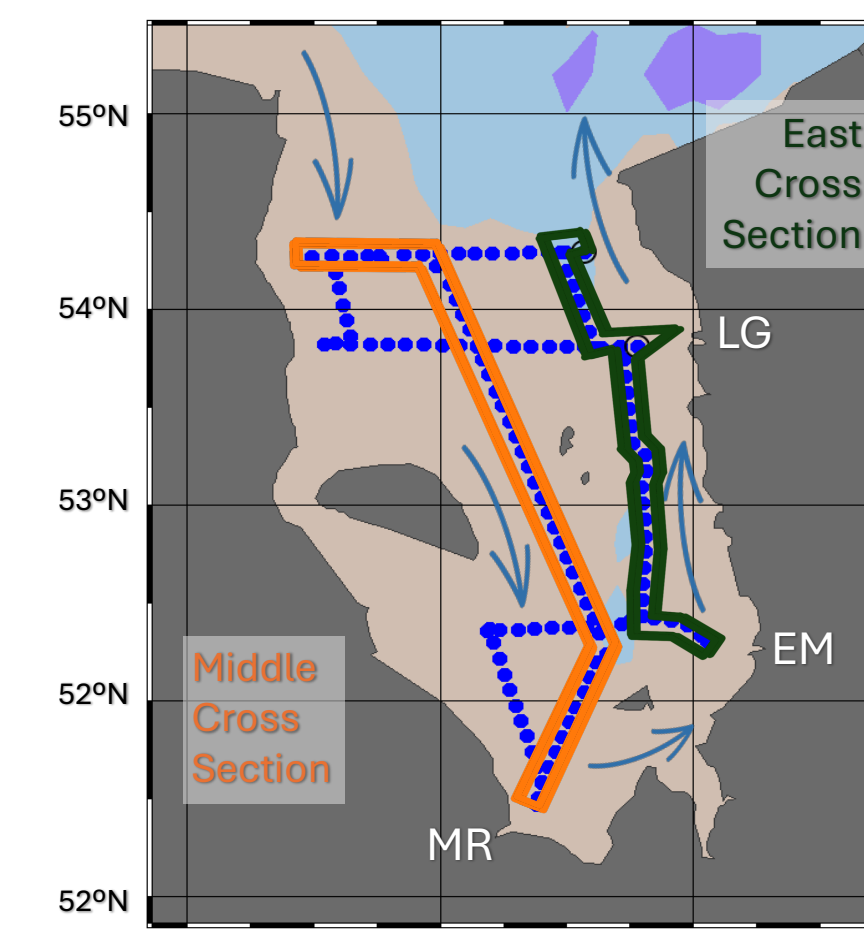 55ºN
East
Cross
Section
54ºN
LG
53ºN
EM
Middle
Cross
Section
52ºN
MR
52ºN